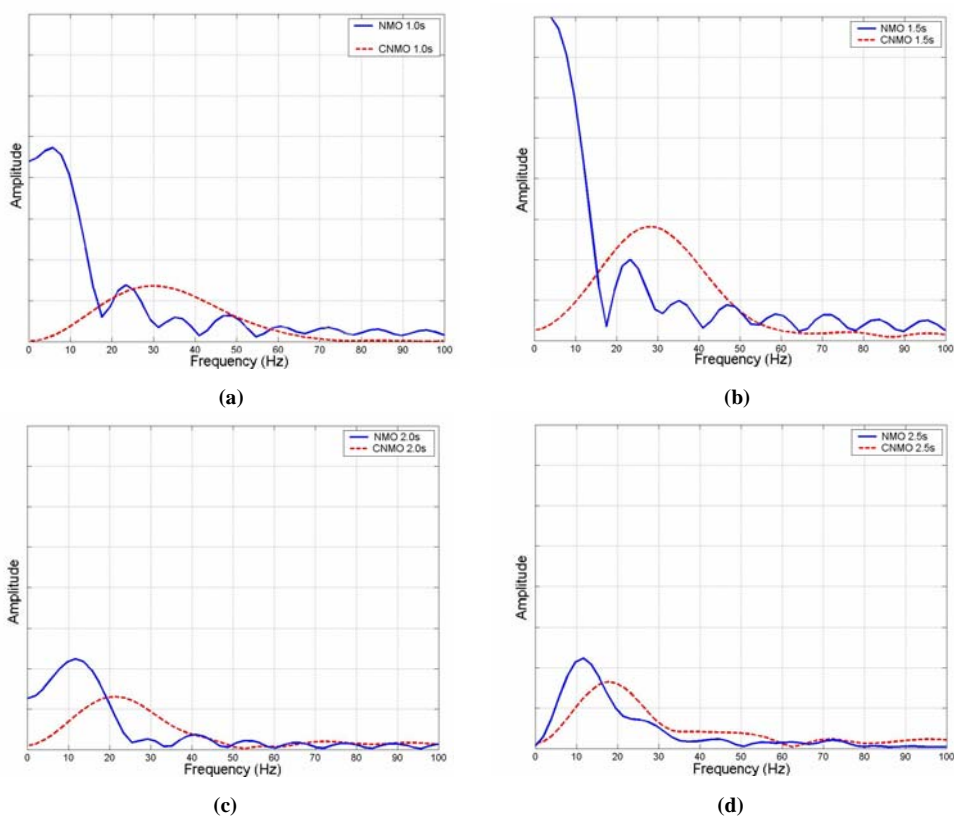 NMO 1.0s
CNMO 1.0s
Amplitude
0 10 20 30 40 50 60 70 80 90 100
Frequency (Hz)
(a)
NMO 1.5s
CNMO 1.5s
Amplitude
0 10 20 30 40 50 60 70 80 90 100
Frequency (Hz)
(b)
NMO 2.0s
CNMO 2.0s
Amplitude
0 10 20 30 40 50 60 70 80 90 100
Frequency (Hz)
(c)
NMO 2.5s
CNMO 2.5s
Amplitude
0 10 20 30 40 50 60 70 80 90 100
Frequency (Hz)
(d)